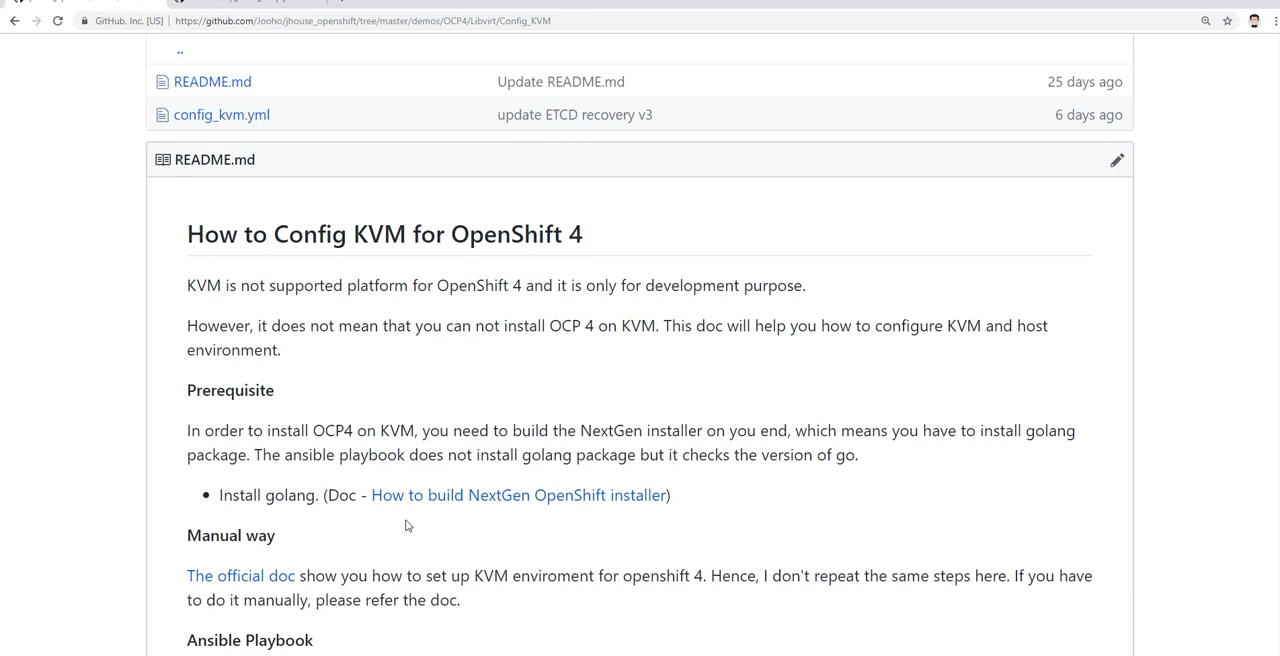 GitHub, Inc. [US] | https://github.com/Jooho/jhouse_openshift/tree/master/demos/OCP4/Libvirt/Config_KVM
..
README.md Update README.md 25 days ago
config_kvm.yml update ETCD recovery v3 6 days ago
README.md
How to Config KVM for OpenShift 4
KVM is not supported platform for OpenShift 4 and it is only for development purpose.
However, it does not mean that you can not install OCP 4 on KVM. This doc will help you how to configure KVM and host
environment.
Prerequisite
In order to install OCP4 on KVM, you need to build the NextGen installer on you end, which means you have to install golang
package. The ansible playbook does not install golang package but it checks the version of go.
• Install golang. (Doc - How to build NextGen OpenShift installer)
Manual way
The official doc show you how to set up KVM enviroment for openshift 4. Hence, I don't repeat the same steps here. If you have
to do it manually, please refer the doc.
Ansible Playbook